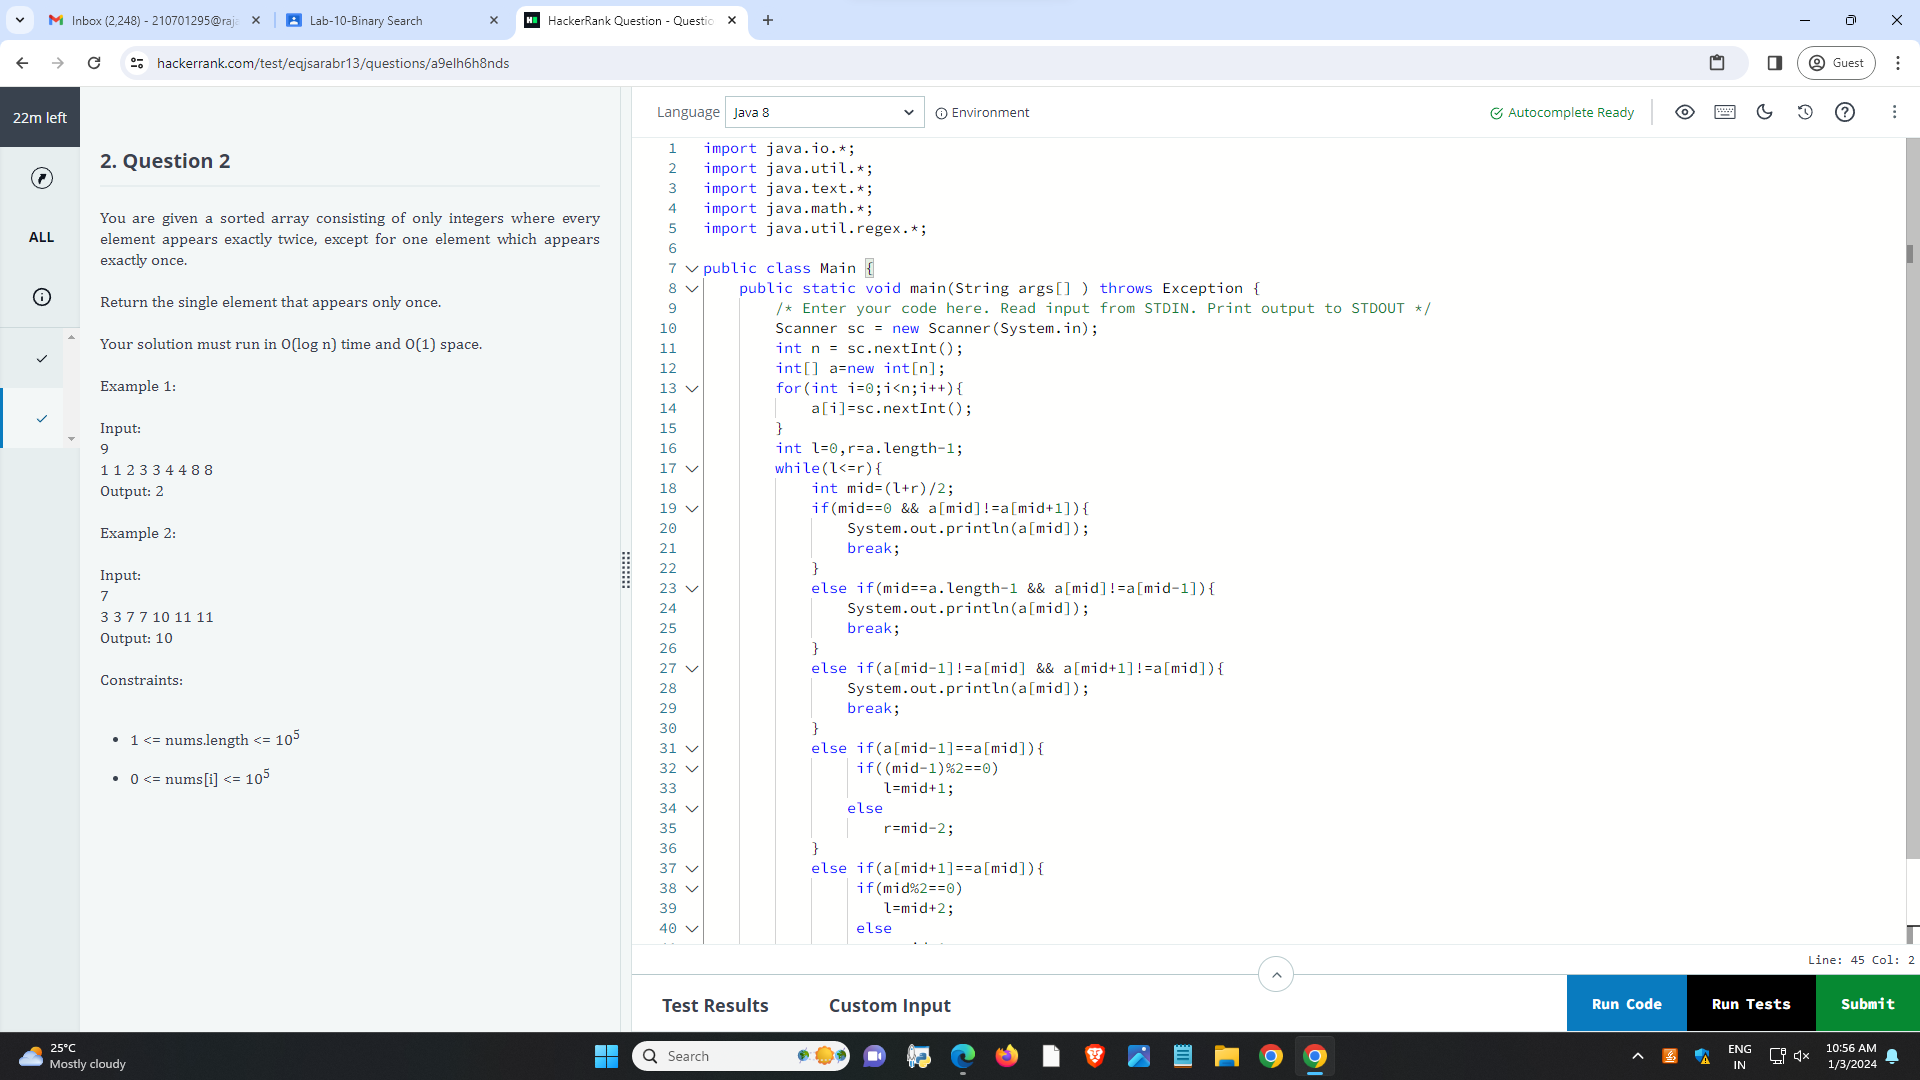 Inbox (2,248) - 210701295@raja
Lab-10-Binary Search
HackerRank Question - Questio
hackerrank.com/test/eqjsarabr13/questions/a9elh6h8nds
Guest
22m left
ALL
2. Question 2
You are given a sorted array consisting of only integers where every
element appears exactly twice, except for one element which appears
exactly once.
Return the single element that appears only once.
Your solution must run in O(log n) time and O(1) space.
Example 1:
Input:
9
1 1 2 3 3 4 4 8 8
Output: 2
Example 2:
Input:
7
3 3 7 7 10 11 11
Output: 10
Constraints:
• 1 <= nums.length <= 10^5
• 0 <= nums[i] <= 10^5
Language Java 8 Environment
Autocomplete Ready
1 import java.io.*;
2 import java.util.*;
3 import java.text.*;
4 import java.math.*;
5 import java.util.regex.*;
6
7 public class Main {
8 public static void main(String args[] ) throws Exception {
9 /* Enter your code here. Read input from STDIN. Print output to STDOUT */
10 Scanner sc = new Scanner(System.in);
11 int n = sc.nextInt();
12 int[] a=new int[n];
13 for(int i=0;i<n;i++){
14 a[i]=sc.nextInt();
15 }
16 int l=0,r=a.length-1;
17 while(l<=r){
18 int mid=(l+r)/2;
19 if(mid==0 && a[mid]!=a[mid+1]){
20 System.out.println(a[mid]);
21 break;
22 }
23 else if(mid==a.length-1 && a[mid]!=a[mid-1]){
24 System.out.println(a[mid]);
25 break;
26 }
27 else if(a[mid-1]!=a[mid] && a[mid+1]!=a[mid]){
28 System.out.println(a[mid]);
29 break;
30 }
31 else if(a[mid-1]==a[mid]){
32 if((mid-1)%2==0)
33 l=mid+1;
34 else
35 r=mid-2;
36 }
37 else if(a[mid+1]==a[mid]){
38 if(mid%2==0)
39 l=mid+2;
40 else
Line: 45 Col: 2
Test Results
Custom Input
Run Code
Run Tests
Submit
25°C
Mostly cloudy
Search
ENG
IN
10:56 AM
1/3/2024